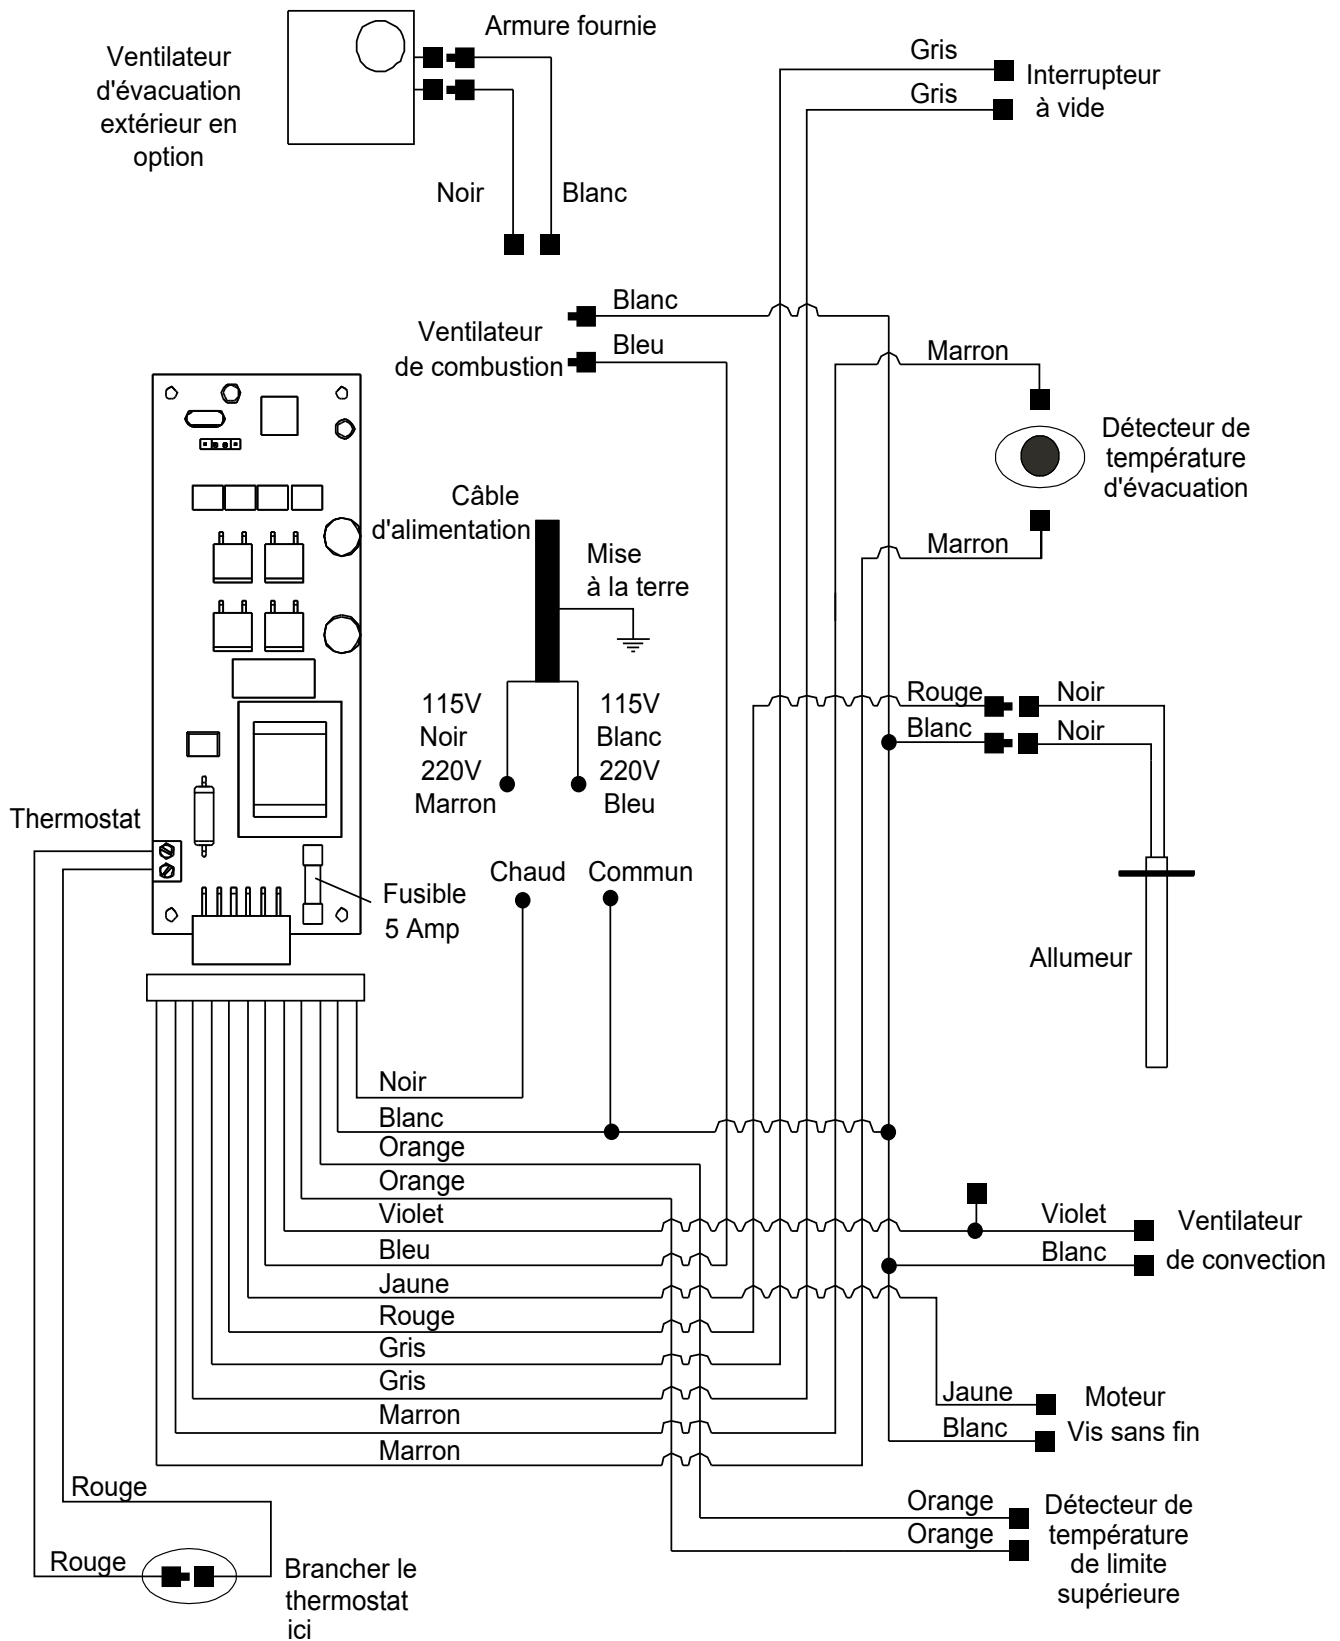 Armure fournie
Ventilateur
d'évacuation
extérieur en
option
Noir
Blanc
Gris
Gris
Interrupteur
à vide
Blanc
Bleu
Ventilateur
de combustion
Marron
Détecteur de
température
d'évacuation
Marron
Câble
d'alimentation
Mise
à la terre
115V
Noir
220V
Marron
115V
Blanc
220V
Bleu
Rouge
Noir
Blanc
Noir
Thermostat
Fusible
5 Amp
Chaud
Commun
Allumeur
Noir
Blanc
Orange
Orange
Violet
Bleu
Jaune
Rouge
Gris
Gris
Marron
Marron
Violet
Blanc
Ventilateur
de convection
Jaune
Blanc
Moteur
Vis sans fin
Orange
Orange
Détecteur de
température
de limite
supérieure
Rouge
Rouge
Brancher le
thermostat
ici